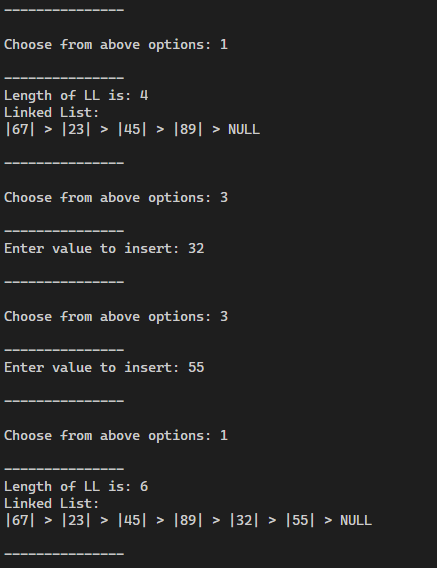 ---------------
Choose from above options: 1
---------------
Length of LL is: 4
Linked List:
|67| > |23| > |45| > |89| > NULL
---------------
Choose from above options: 3
---------------
Enter value to insert: 32
---------------
Choose from above options: 3
---------------
Enter value to insert: 55
---------------
Choose from above options: 1
---------------
Length of LL is: 6
Linked List:
|67| > |23| > |45| > |89| > |32| > |55| > NULL
---------------